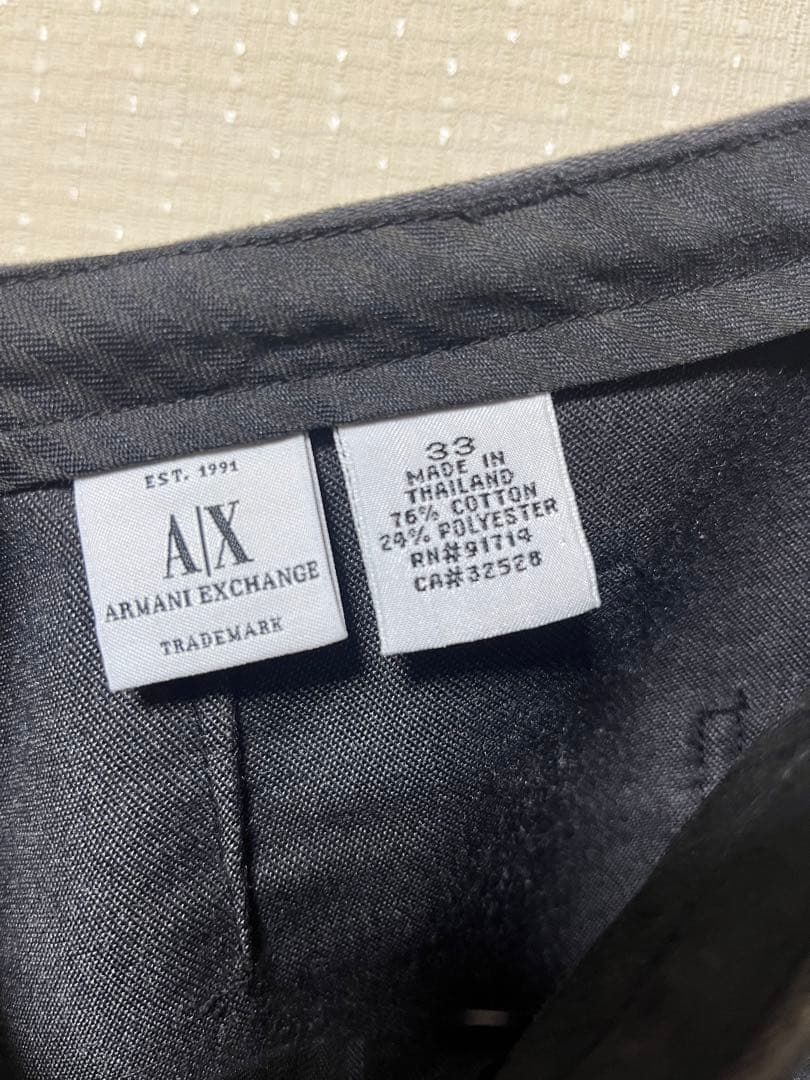 EST. 1991
A|X
ARMANI EXCHANGE
TRADEMARK
33
MADE IN
THAILAND
76% COTTON
24% POLYESTER
RN#91714
CA#32528